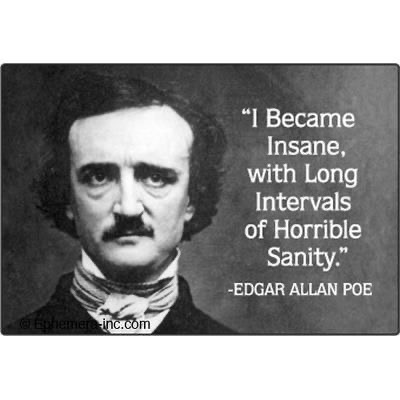 “I Became
Insane,
with Long
Intervals
of Horrible
Sanity.”
-EDGAR ALLAN POE
© Ephemera-inc.com